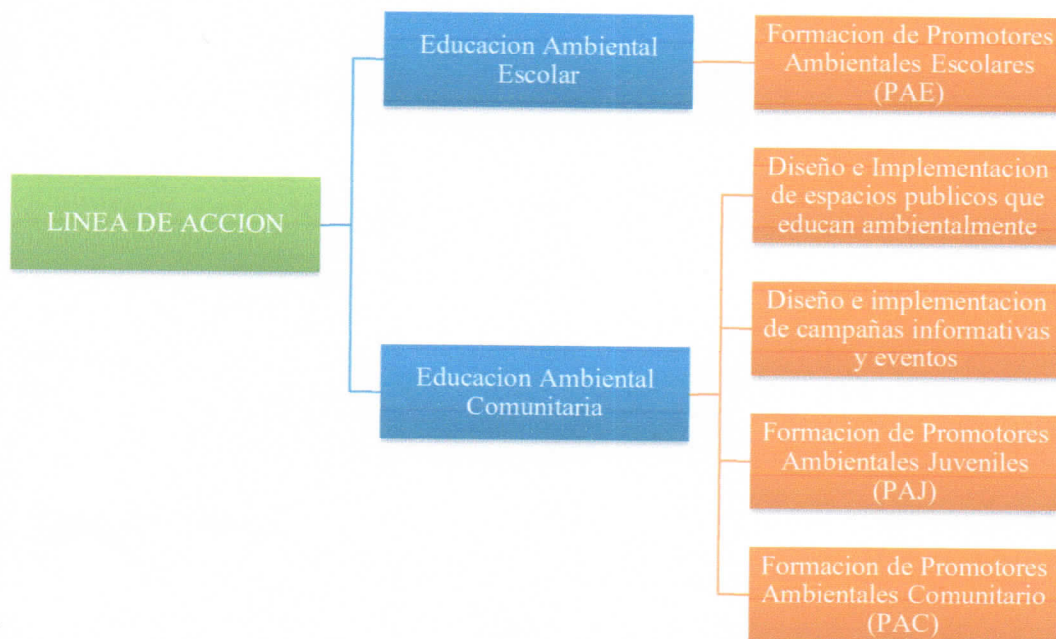 Educacion Ambiental
Escolar
Formacion de Promotores
Ambientales Escolares
(PAE)
LINEA DE ACCION
Diseño e Implementacion
de espacios publicos que
educan ambientalmente
Diseño e implementacion
de campañas informativas
y eventos
Educacion Ambiental
Comunitaria
Formacion de Promotores
Ambientales Juveniles
(PAJ)
Formacion de Promotores
Ambientales Comunitario
(PAC)